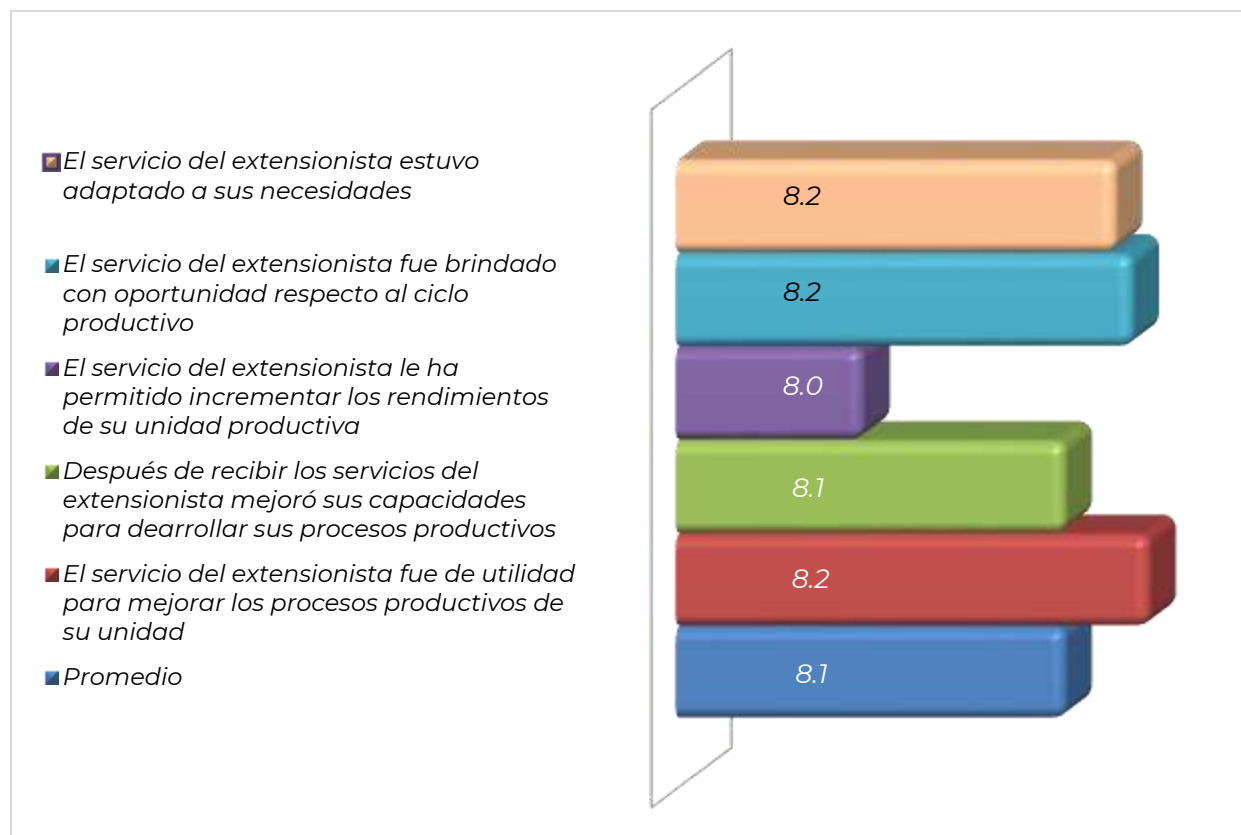 El servicio del extensionista estuvo
adaptado a sus necesidades
El servicio del extensionista fue brindado
con oportunidad respecto al ciclo
productivo
El servicio del extensionista le ha
permitido incrementar los rendimientos
de su unidad productiva
Después de recibir los servicios del
extensionista mejoró sus capacidades
para dearrollar sus procesos productivos
El servicio del extensionista fue de utilidad
para mejorar los procesos productivos de
su unidad
Promedio
8.2
8.2
8.0
8.1
8.2
8.1